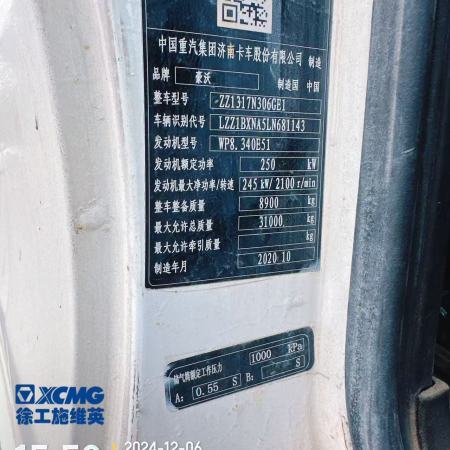 中国重汽集团济南卡车股份有限公司 制造
品牌 豪沃 制造国 中国
整车型号 ZZ1317N306GE1
车辆识别代号 LZZ1BXNA5LN681143
发动机型号 WP8.340E51
发动机额定功率 250 kW
发动机最大净功率/转速 245 kW/ 2100 r/min
整车整备质量 8900 kg
最大允许总质量 31000 kg
最大允许牵引质量 kg
制造年月 2020 10
储气筒额定工作压力 1000 kPa
A: 0.55 S B: S
XCMG
徐工施维英
2024-12-06